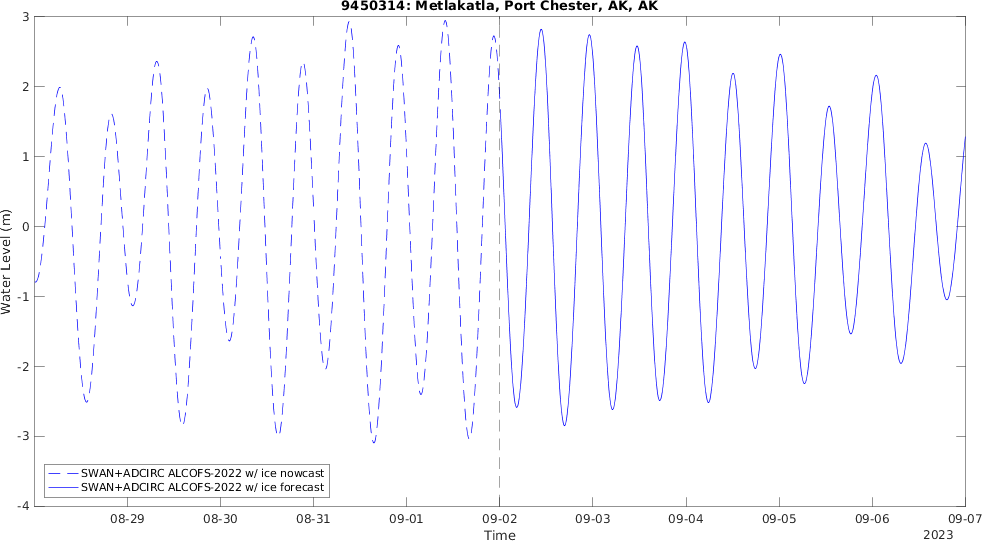 9450314: Metlakatla, Port Chester, AK, AK
3
2
1
0
-1
-2
-3
-4
Water Level (m)
SWAN+ADCIRC ALCOFS-2022 w/ ice nowcast
SWAN+ADCIRC ALCOFS-2022 w/ ice forecast
08-29 08-30 08-31 09-01 09-02 09-03 09-04 09-05 09-06 09-07
Time
2023